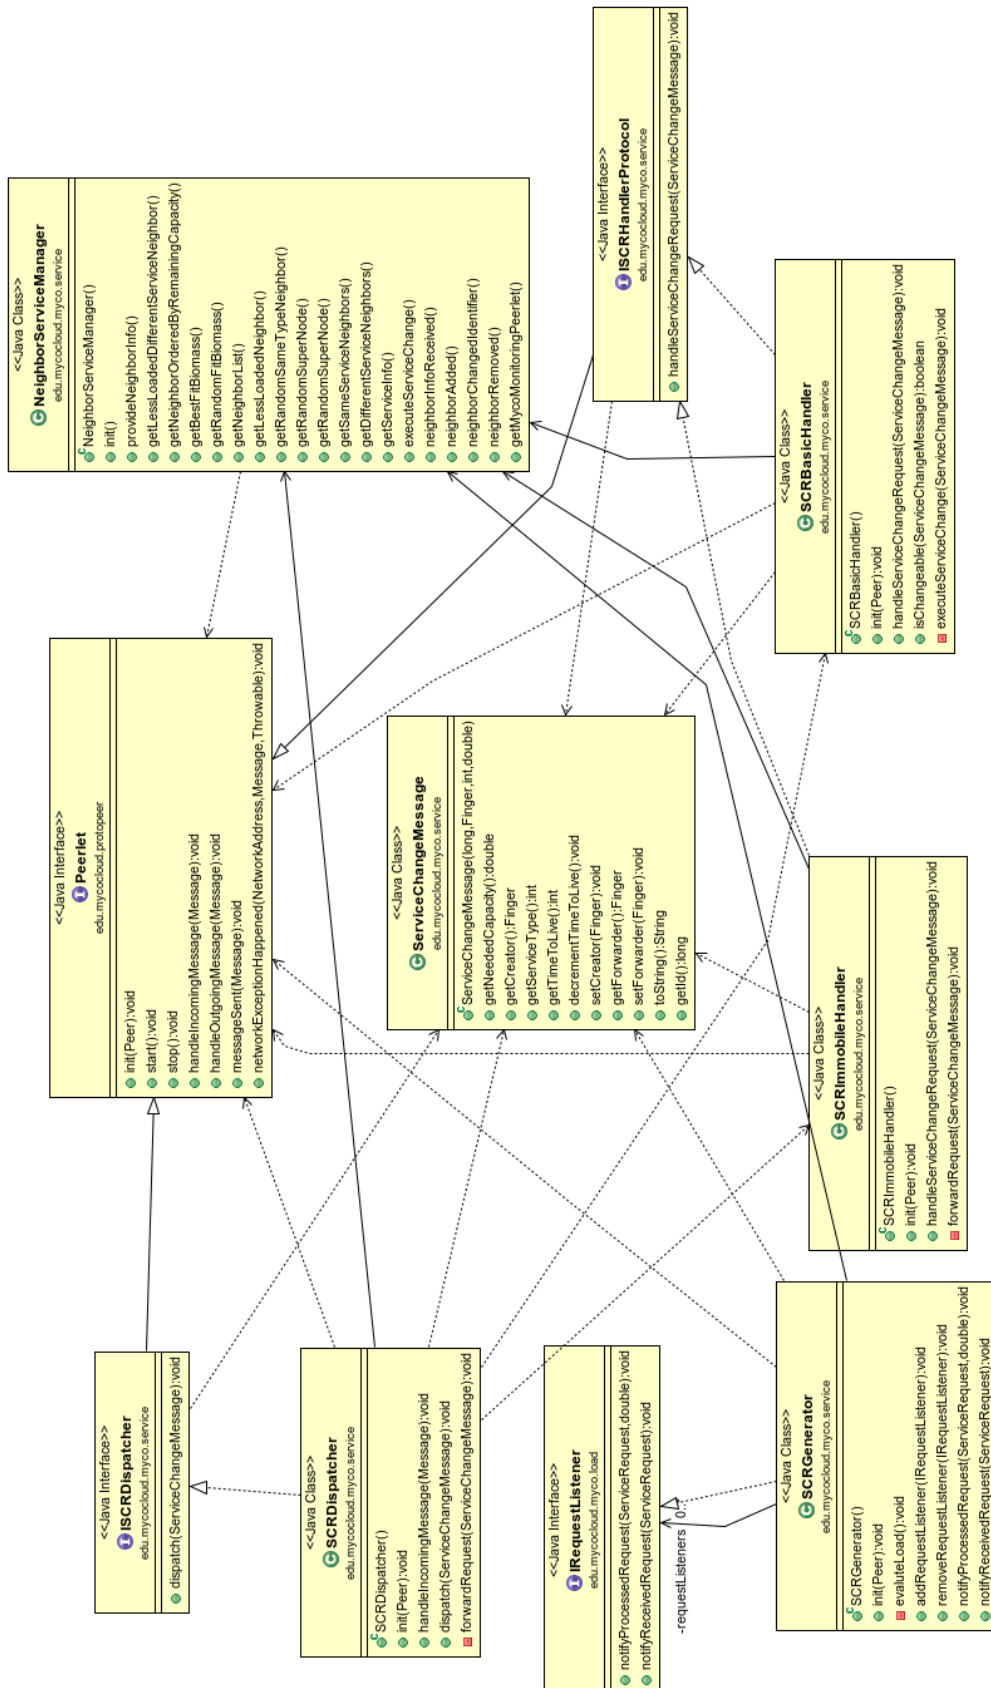 <<Java Interface>>
ISCRDispatcher
edu.mycocloud.myco.service
dispatch(ServiceChangeMessage):void
<<Java Class>>
SCRDispatcher
edu.mycocloud.myco.service
SCRDispatcher()
init(Peer):void
handleIncomingMessage(Message):void
dispatch(ServiceChangeMessage):void
forwardRequest(ServiceChangeMessage):void
<<Java Interface>>
IRequestListener
edu.mycocloud.myco.load
notifyProcessedRequest(ServiceRequest,double):void
notifyReceivedRequest(ServiceRequest):void
-requestListeners
<<Java Class>>
SCRGenerator
edu.mycocloud.myco.service
SCRGenerator()
init(Peer):void
evaluteLoad():void
addRequestListener(IRequestListener):void
removeRequestListener(IRequestListener):void
notifyProcessedRequest(ServiceRequest,double):void
notifyReceivedRequest(ServiceRequest):void
<<Java Interface>>
Peerlet
edu.mycocloud.protopeer
init(Peer):void
start():void
stop():void
handleIncomingMessage(Message):void
handleOutgoingMessage(Message):void
messageSent(Message):void
networkExceptionHappened(NetworkAddress,Message,Throwable):void
<<Java Class>>
ServiceChangeMessage
edu.mycocloud.myco.service
ServiceChangeMessage(long,Finger,int,double)
getNeededCapacity():double
getCreator():Finger
getServiceType():int
getTimeToLive():int
decrementTimeToLive():void
setCreator(Finger):void
getForwarder():Finger
setForwarder(Finger):void
toString():String
getId():long
<<Java Class>>
SCRImmobileHandler
edu.mycocloud.myco.service
SCRImmobileHandler()
init(Peer):void
handleServiceChangeRequest(ServiceChangeMessage):void
forwardRequest(ServiceChangeMessage):void
<<Java Class>>
NeighborServiceManager
edu.mycocloud.myco.service
NeighborServiceManager()
init()
provideNeighborInfo()
getLessLoadedDifferentServiceNeighbor()
getNeighborOrderedByRemainingCapacity()
getBestFitBiomass()
getRandomFitBiomass()
getNeighborList()
getLessLoadedNeighbor()
getRandomSameTypeNeighbor()
getRandomSuperNode()
getRandomSuperNode()
getSameServiceNeighbors()
getDifferentServiceNeighbors()
getServiceInfo()
executeServiceChange()
neighborInfoReceived()
neighborAdded()
neighborChangedIdentifier()
neighborRemoved()
getMycoMonitoringPeerlet()
<<Java Interface>>
ISCRHandlerProtocol
edu.mycocloud.myco.service
handleServiceChangeRequest(ServiceChangeMessage):void
<<Java Class>>
SCRBasicHandler
edu.mycocloud.myco.service
SCRBasicHandler()
init(Peer):void
handleServiceChangeRequest(ServiceChangeMessage):void
isChangeable(ServiceChangeMessage):boolean
executeServiceChange(ServiceChangeMessage):void